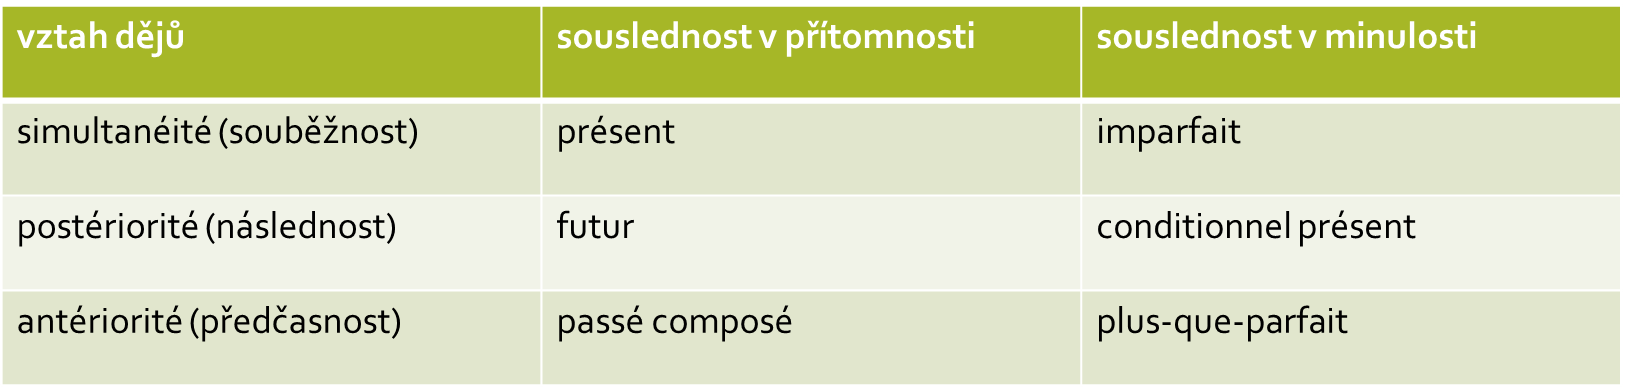 vztah dějů souslednost v přítomnosti souslednost v minulosti
simultanéité (souběžnost) présent imparfait
postériorité (následnost) futur conditionnel présent
antériorité (předčasnost) passé composé plus-que-parfait